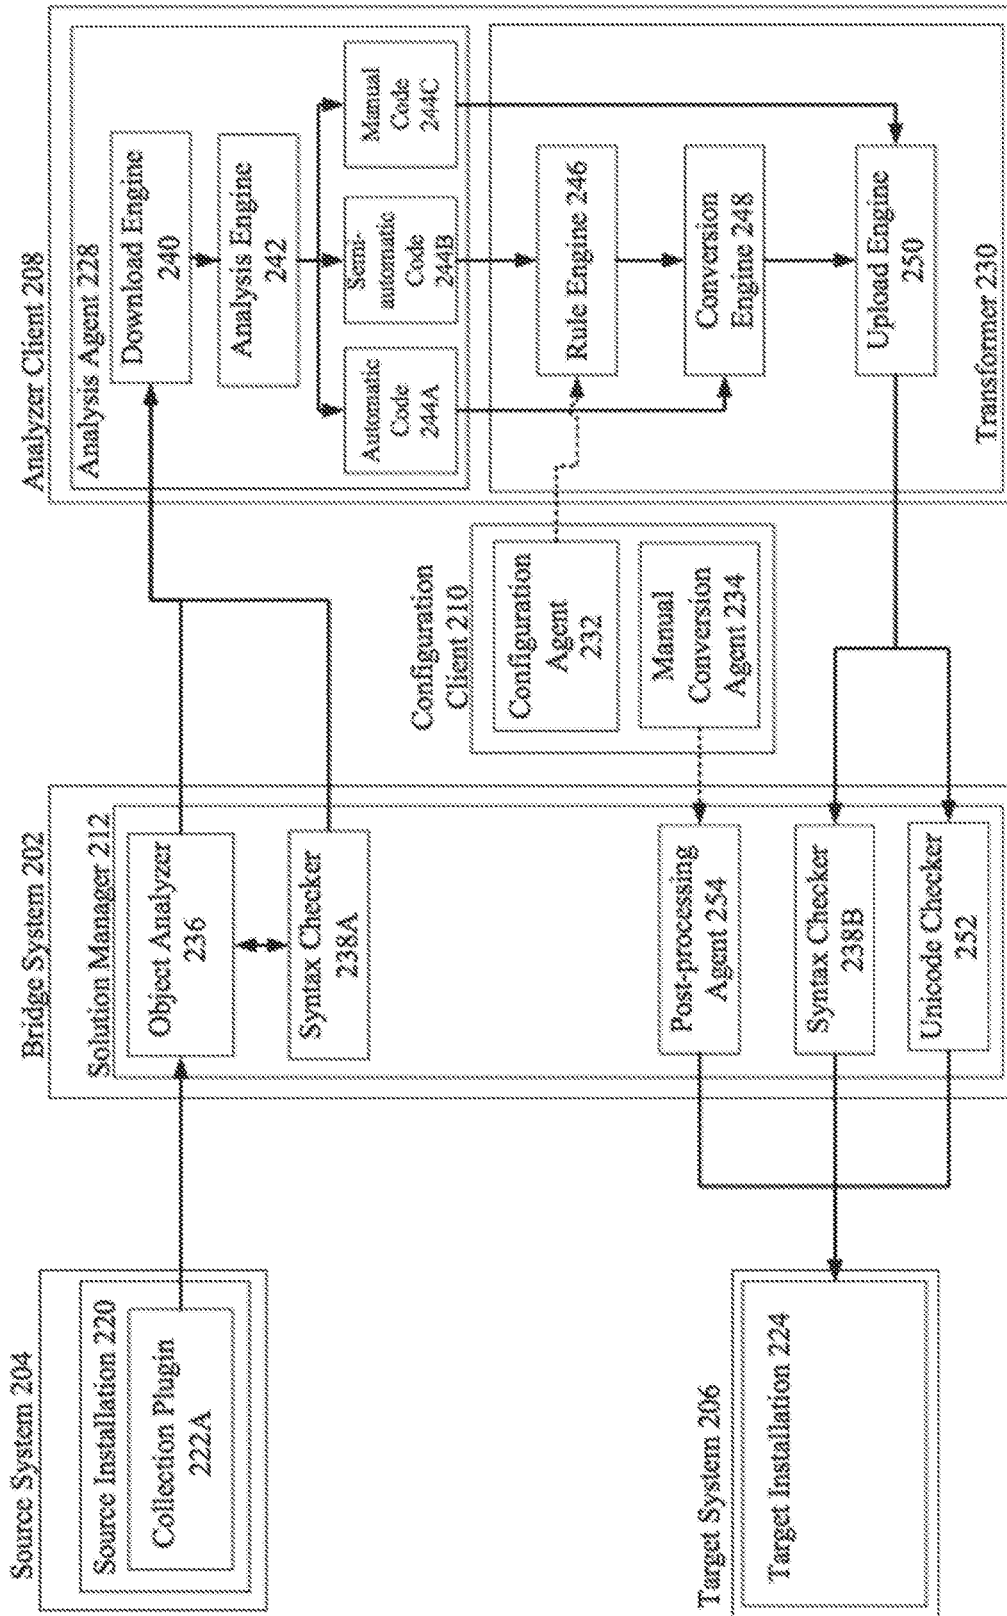 Source System 204
Source Installation 220
Collection Plugin
222A
Target System 206
Target Installation 224
Bridge System 202
Solution Manager 212
Object Analyzer
236
Syntax Checker
238A
Post-processing
Agent 254
Syntax Checker
238B
Unicode Checker
252
Configuration
Client 210
Configuration
Agent
232
Manual
Conversion
Agent 234
Analyzer Client 208
Analysis Agent 228
Download Engine
240
Analysis Engine
242
Automatic
Code
244A
Semi-
automatic
Code
244B
Manual
Code
244C
Rule Engine 246
Conversion
Engine 248
Upload Engine
250
Transformer 230